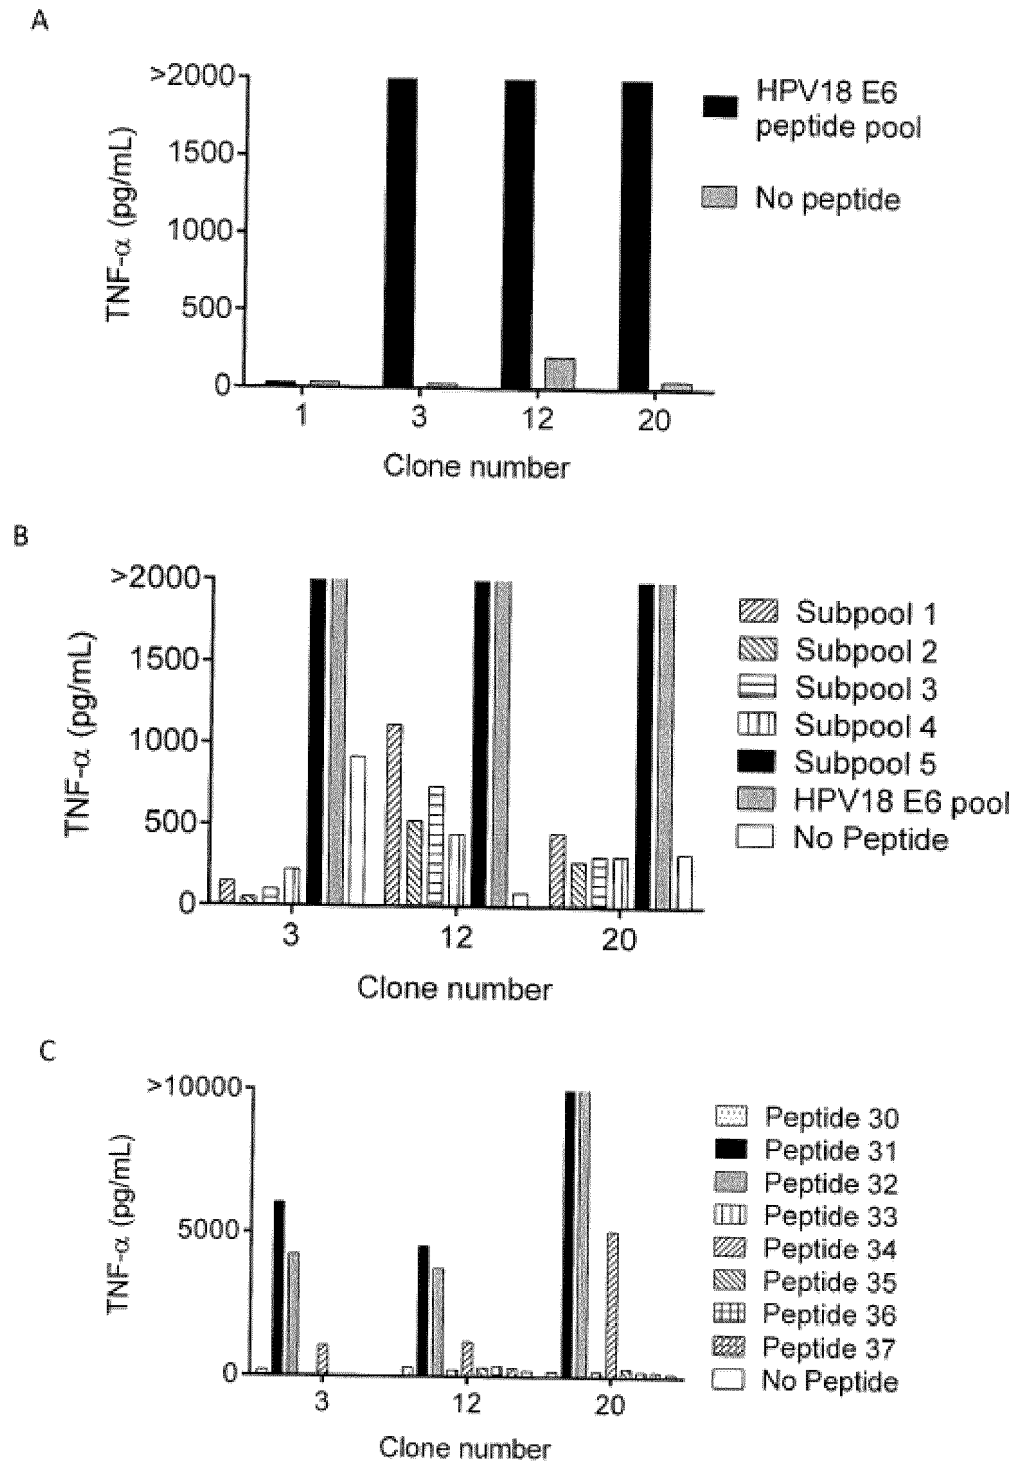 A
>2000
1500
1000
500
0
TNF-α (pg/mL)
1
3
12
20
Clone number
HPV18 E6
peptide pool
No peptide
B
>2000
1500
1000
500
0
TNF-α (pg/mL)
3
12
20
Clone number
Subpool 1
Subpool 2
Subpool 3
Subpool 4
Subpool 5
HPV18 E6 pool
No Peptide
C
>10000
5000
0
TNF-α (pg/mL)
3
12
20
Clone number
Peptide 30
Peptide 31
Peptide 32
Peptide 33
Peptide 34
Peptide 35
Peptide 36
Peptide 37
No Peptide